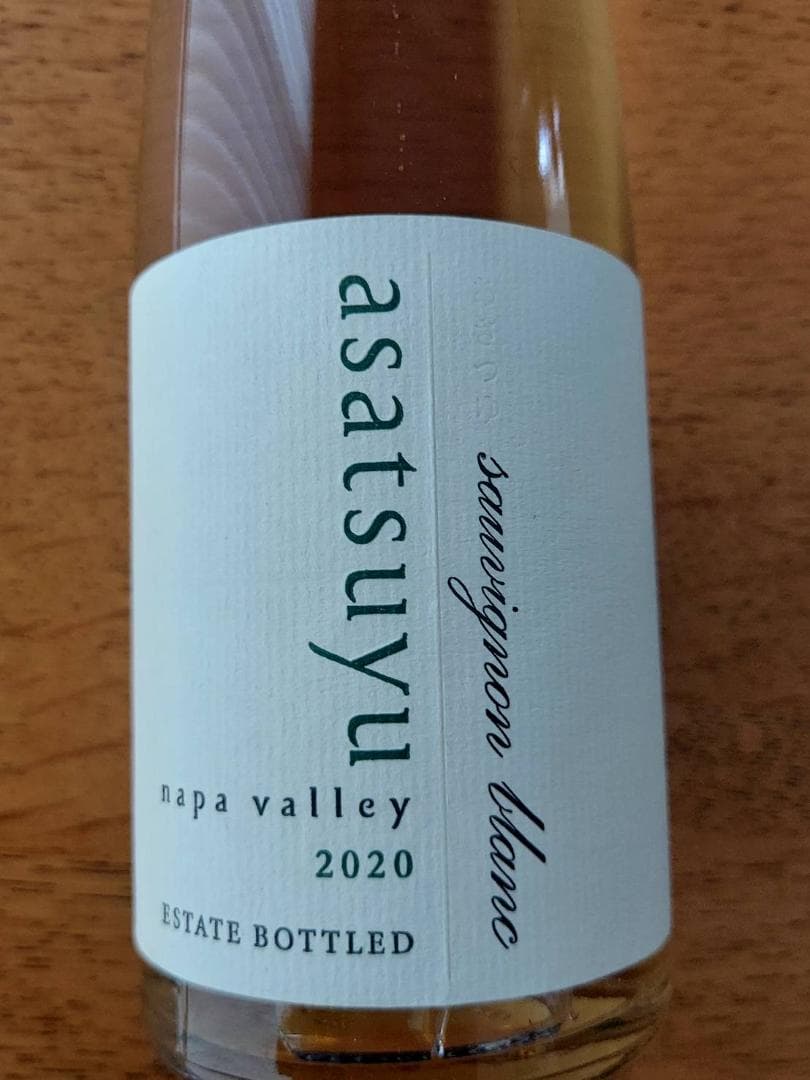 asatsuyu
sauvignon blanc
napa valley
2020
ESTATE BOTTLED